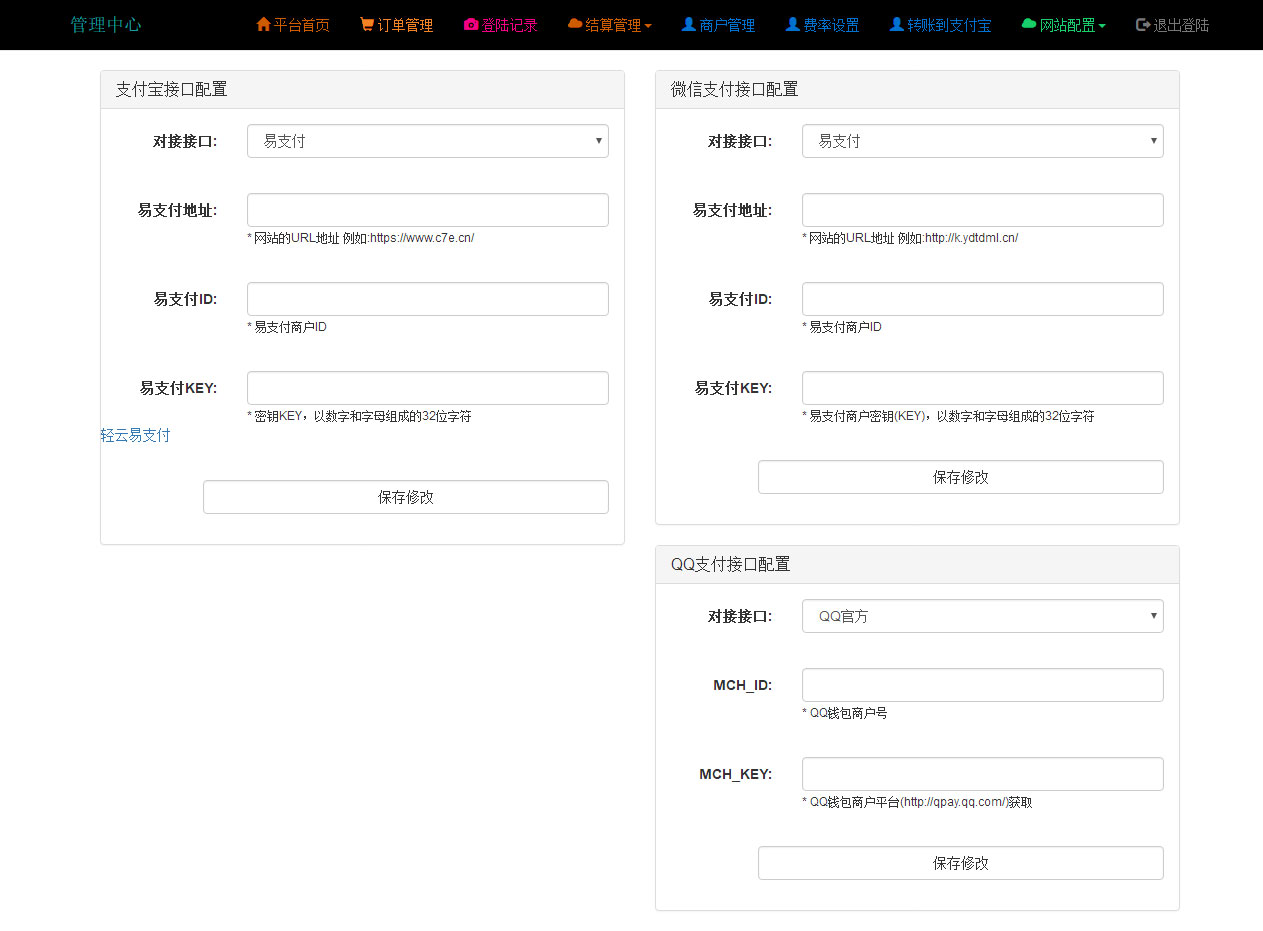 管理中心 平台首页 订单管理 登陆记录 结算管理 商户管理 费率设置 转账到支付宝 网站配置 退出登陆
支付宝接口配置
对接接口: 易支付
易支付地址:
* 网站的URL地址 例如:https://www.c7e.cn/
易支付ID:
* 易支付商户ID
易支付KEY:
* 密钥KEY，以数字和字母组成的32位字符
轻云易支付
保存修改
微信支付接口配置
对接接口: 易支付
易支付地址:
* 网站的URL地址 例如:http://k.ydtdml.cn/
易支付ID:
* 易支付商户ID
易支付KEY:
* 易支付商户密钥(KEY)，以数字和字母组成的32位字符
保存修改
QQ支付接口配置
对接接口: QQ官方
MCH_ID:
* QQ钱包商户号
MCH_KEY:
* QQ钱包商户平台(http://qpay.qq.com/)获取
保存修改